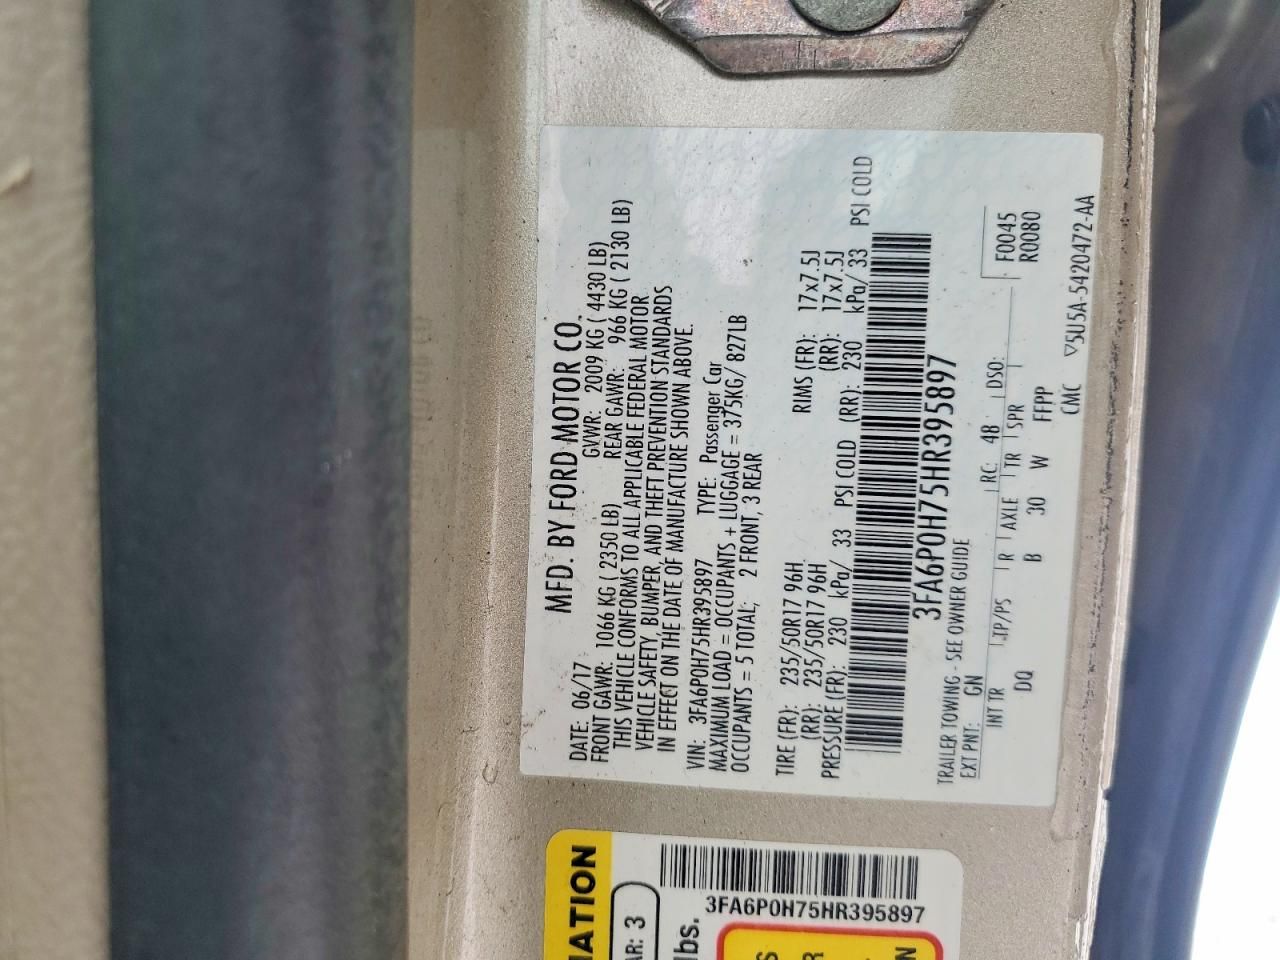 MFD. BY FORD MOTOR CO.
DATE: 06/17 GVWR: 2009 KG ( 4430 LB)
FRONT GAWR: 1066 KG ( 2350 LB) REAR GAWR: 966 KG ( 2130 LB)
THIS VEHICLE CONFORMS TO ALL APPLICABLE FEDERAL MOTOR
VEHICLE SAFETY, BUMPER, AND THEFT PREVENTION STANDARDS
IN EFFECT ON THE DATE OF MANUFACTURE SHOWN ABOVE.
VIN: 3FA6P0H75HR395897 TYPE: Passenger Car
MAXIMUM LOAD = OCCUPANTS + LUGGAGE = 375KG/ 827LB
OCCUPANTS = 5 TOTAL; 2 FRONT, 3 REAR
TIRE (FR): 235/50R17 96H RIMS (FR): 17x7.5J
(RR): 235/50R17 96H (RR): 17x7.5J
PRESSURE (FR): 230 kPa/ 33 PSI COLD (RR): 230 kPa/ 33 PSI COLD
3FA6P0H75HR395897
TRAILER TOWING - SEE OWNER GUIDE
EXT PNT: GN RC: 48 DSO: F0045
INT TR TP/PS R AXLE TR SPR R0080
DQ B 30 W FFPP
CMC ▽5U5A-5420472-AA
3FA6P0H75HR395897
AR: 3
lbs.